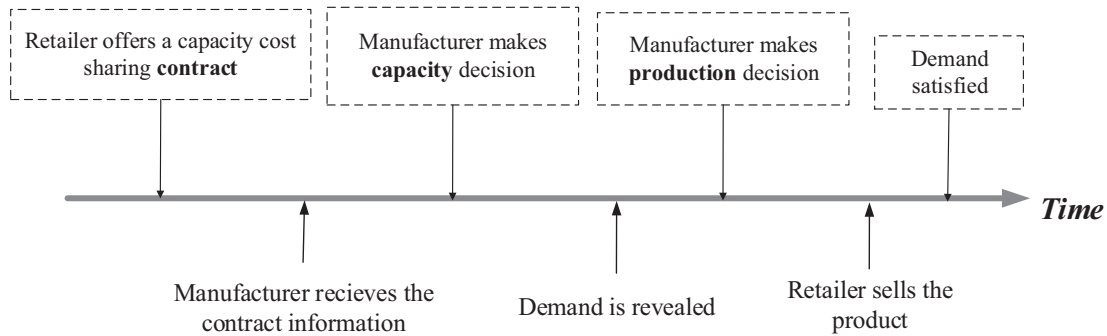 Retailer offers a capacity cost
sharing contract
Manufacturer makes
capacity decision
Manufacturer makes
production decision
Demand
satisfied
Time
Manufacturer recieves the
contract information
Demand is revealed
Retailer sells the
product